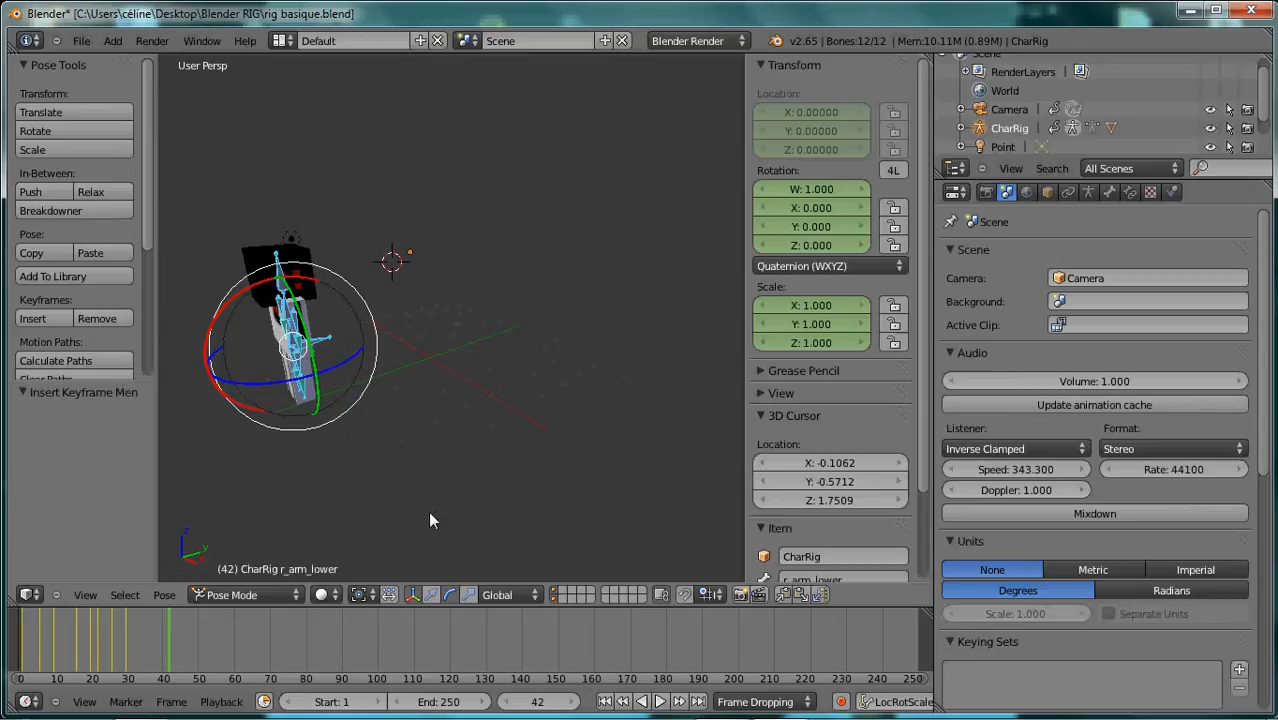 Blender* [C:\Users\céline\Desktop\Blender RIG\rig basique.blend]
File Add Render Window Help Default Scene Blender Render v2.65 | Bones:12/12 | Mem:10.11M (0.89M) | CharRig
Pose Tools
Transform:
Translate
Rotate
Scale
In-Between:
Push Relax
Breakdowner
Pose:
Copy Paste
Add To Library
Keyframes:
Insert Remove
Motion Paths:
Calculate Paths
Insert Keyframe Men
User Persp
(42) CharRig r_arm_lower
Transform
Location:
X: 0.00000
Y: 0.00000
Z: 0.00000
Rotation: 4L
W: 1.000
X: 0.000
Y: 0.000
Z: 0.000
Quaternion (WXYZ)
Scale:
X: 1.000
Y: 1.000
Z: 1.000
Grease Pencil
View
3D Cursor
Location:
X: -0.1062
Y: -0.5712
Z: 1.7509
Item
CharRig
r_arm_lower
Scene
RenderLayers
World
Camera
CharRig
Point
View Search All Scenes
Scene
Scene
Camera: Camera
Background:
Active Clip:
Audio
Volume: 1.000
Update animation cache
Listener: Format:
Inverse Clamped Stereo
Speed: 343.300 Rate: 44100
Doppler: 1.000
Mixdown
Units
None Metric Imperial
Degrees Radians
Scale: 1.000 Separate Units
Keying Sets
View Select Pose Pose Mode Global
0 10 20 30 40 50 60 70 80 90 100 110 120 130 140 150 160 170 180 190 200 210 220 230 240 250
View Marker Frame Playback Start: 1 End: 250 42 Frame Dropping LocRotScale